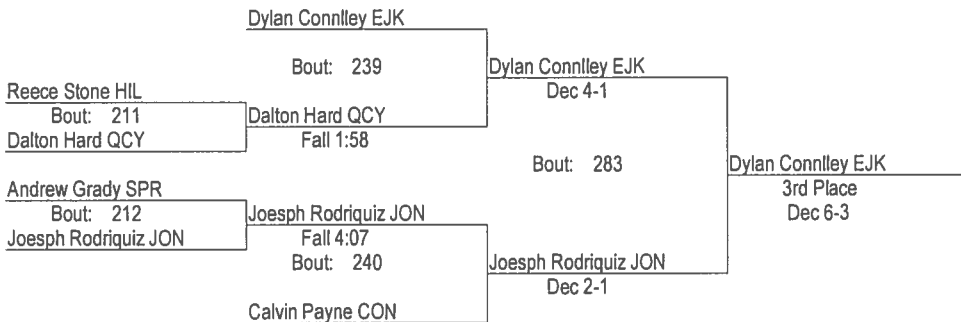 Dylan Connlley EJK
Bout: 239
Dylan Connlley EJK
Dec 4-1
Reece Stone HIL
Bout: 211
Dalton Hard QCY
Dalton Hard QCY
Fall 1:58
Bout: 283
Dylan Connlley EJK
3rd Place
Dec 6-3
Andrew Grady SPR
Bout: 212
Joesph Rodriquiz JON
Joesph Rodriquiz JON
Fall 4:07
Bout: 240
Joesph Rodriquiz JON
Dec 2-1
Calvin Payne CON